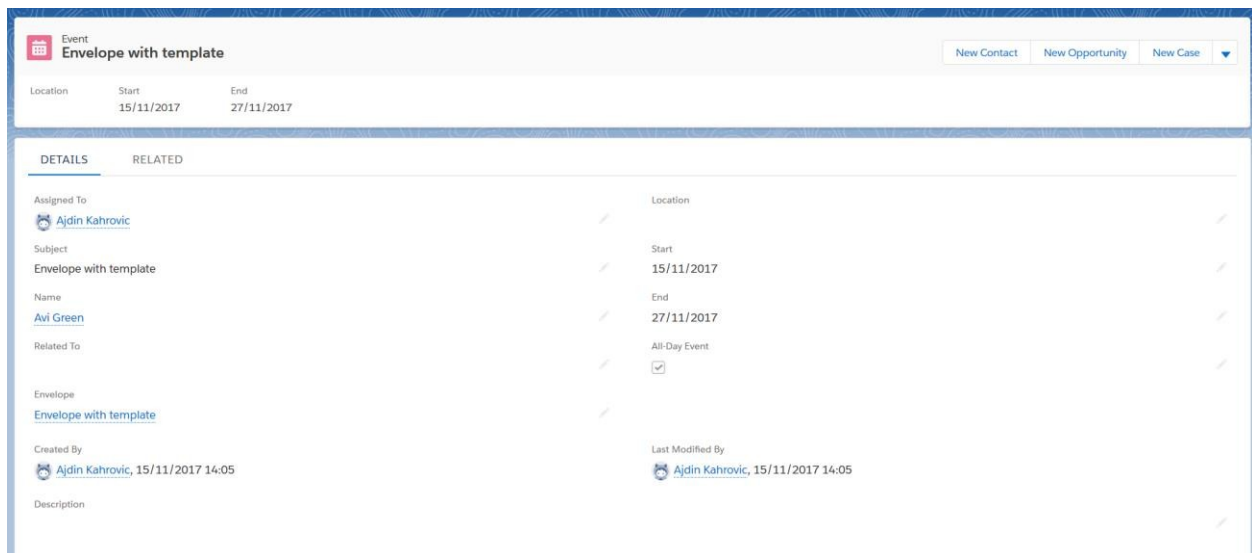 Event
Envelope with template
New Contact
New Opportunity
New Case
Location
Start
End
15/11/2017
27/11/2017
DETAILS
RELATED
Assigned To
Ajdin Kahrovic
Location
Subject
Envelope with template
Start
15/11/2017
Name
Avi Green
End
27/11/2017
Related To
All-Day Event
Envelope
Envelope with template
Created By
Ajdin Kahrovic, 15/11/2017 14:05
Last Modified By
Ajdin Kahrovic, 15/11/2017 14:05
Description